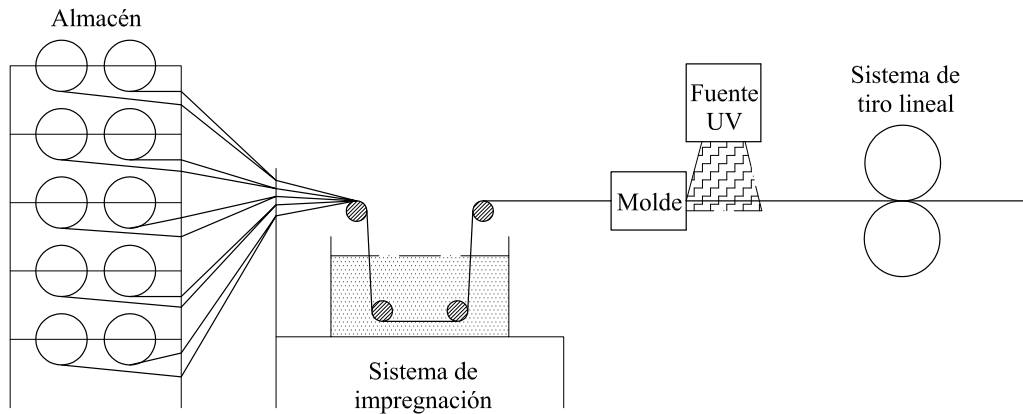 Almacén
Fuente
UV
Sistema de
tiro lineal
Molde
Sistema de
impregnación